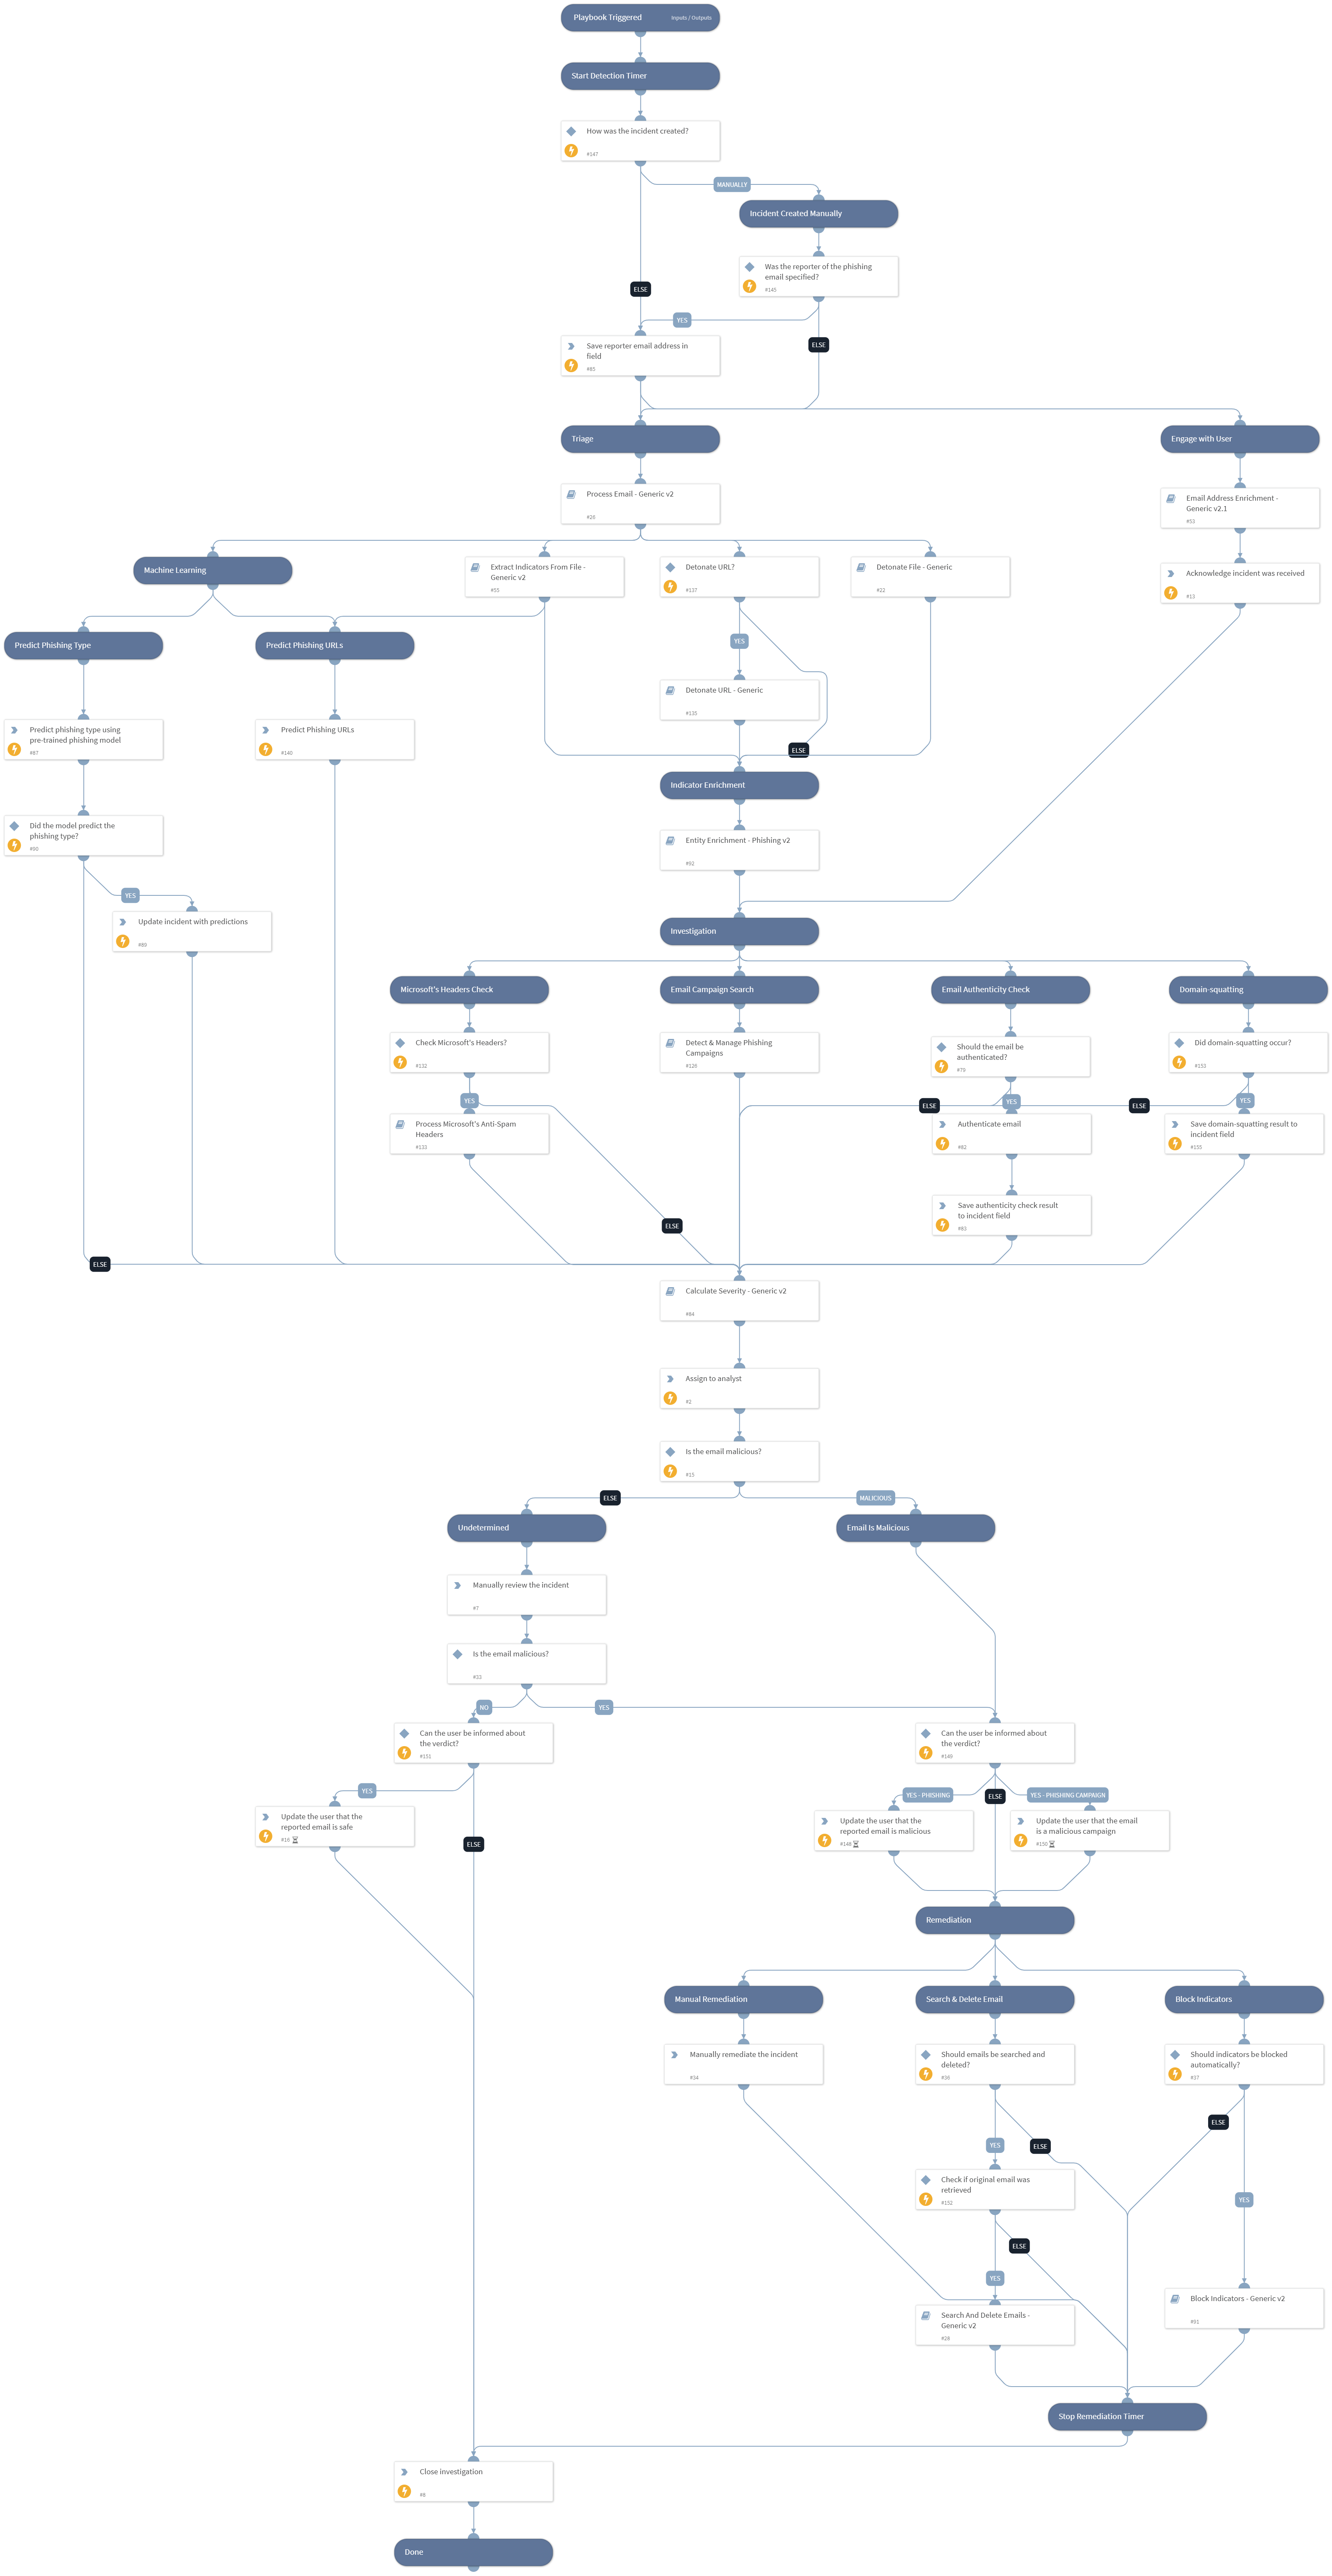 Playbook Triggered
Inputs / Outputs
Start Detection Timer
How was the incident created?
#147
MANUALLY
Incident Created Manually
Was the reporter of the phishing
email specified?
#145
ELSE
YES
Save reporter email address in
field
ELSE
Triage
Engage with User
Process Email - Generic v2
Email Address Enrichment -
Generic v2.1
Machine Learning
Extract Indicators From File -
Generic v2
#55
Detonate URL?
#137
Detonate File - Generic
#22
Acknowledge incident was received
#13
Predict Phishing Type
Predict Phishing URLs
YES
Detonate URL - Generic
#135
Predict phishing type using
pre-trained phishing model
#87
Predict Phishing URLs
#140
ELSE
Indicator Enrichment
Did the model predict the
phishing type?
#90
Entity Enrichment - Phishing v2
#92
YES
Update incident with predictions
Investigation
Microsoft's Headers Check
Email Campaign Search
Email Authenticity Check
Domain-squatting
Check Microsoft's Headers?
#132
Detect & Manage Phishing
Campaigns
Should the email be
authenticated?
#79
Did domain-squatting occur?
#153
YES
ELSE
YES
ELSE
YES
Process Microsoft's Anti-Spam
Headers
#133
Authenticate email
#82
Save domain-squatting result to
incident field
#155
Save authenticity check result
to incident field
#83
ELSE
ELSE
Calculate Severity - Generic v2
#84
Assign to analyst
#2
Is the email malicious?
#15
ELSE
MALICIOUS
Undetermined
Email Is Malicious
Manually review the incident
#7
Is the email malicious?
#33
NO
YES
Can the user be informed about
the verdict?
#151
Can the user be informed about
the verdict?
#149
YES
YES - PHISHING
ELSE
YES - PHISHING CAMPAIGN
Update the user that the
reported email is safe
#16
Update the user that the
reported email is malicious
#148
Update the user that the email
is a malicious campaign
#150
ELSE
Remediation
Manual Remediation
Search & Delete Email
Block Indicators
Manually remediate the incident
#34
Should emails be searched and
deleted?
Should indicators be blocked
automatically?
#37
ELSE
YES
ELSE
Check if original email was
retrieved
#152
YES
ELSE
YES
Search And Delete Emails -
Generic v2
#28
Block Indicators - Generic v2
#91
Stop Remediation Timer
Close investigation
Done